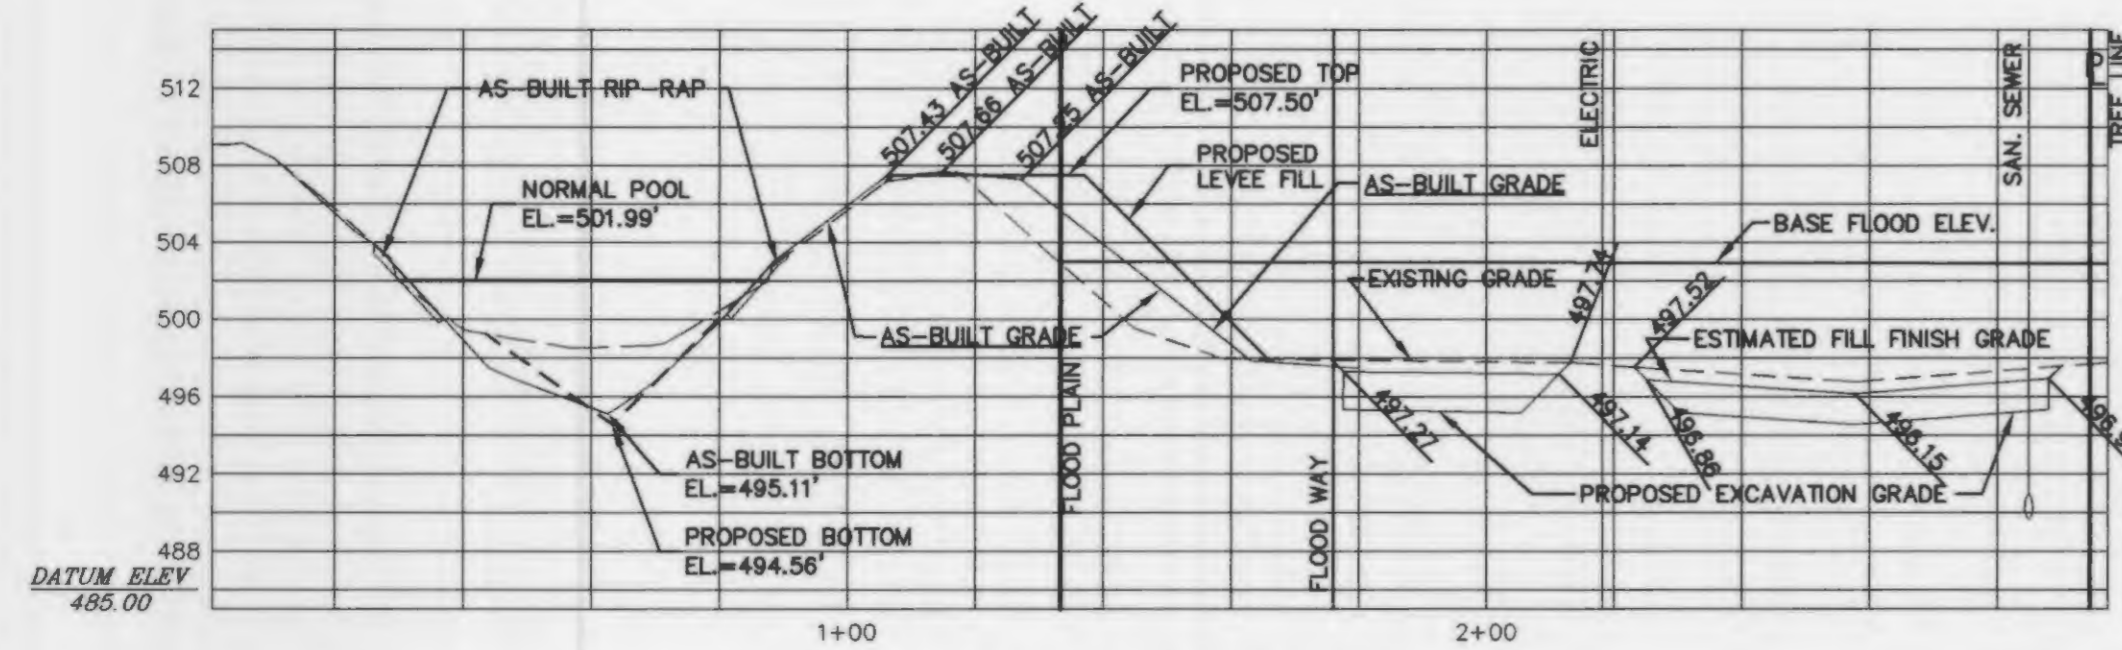 512
508
504
500
496
492
488
DATUM ELEV
485.00
AS-BUILT RIP-RAP
NORMAL POOL
EL.=501.99'
507.43 AS-BUILT
507.66 AS-BUILT
AS-BUILT
PROPOSED TOP
EL.=507.50'
PROPOSED
LEVEE FILL
AS-BUILT GRADE
ELECTRIC
SAN. SEWER
TREE LINE
BASE FLOOD ELEV.
EXISTING GRADE
497.74
497.52
ESTIMATED FILL FINISH GRADE
AS-BUILT GRADE
FLOOD PLAIN
FLOOD WAY
497.27
497.14
496.86
496.15
PROPOSED EXCAVATION GRADE
AS-BUILT BOTTOM
EL.=495.11'
PROPOSED BOTTOM
EL.=494.56'
1+00
2+00